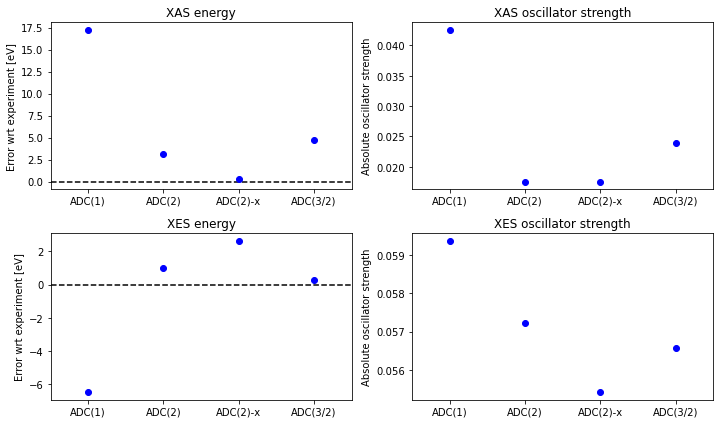 XAS energy
Error wrt experiment [eV]
17.5
15.0
12.5
10.0
7.5
5.0
2.5
0.0
ADC(1) ADC(2) ADC(2)-x ADC(3/2)
XAS oscillator strength
Absolute oscillator strength
0.040
0.035
0.030
0.025
0.020
ADC(1) ADC(2) ADC(2)-x ADC(3/2)
XES energy
Error wrt experiment [eV]
2
0
−2
−4
−6
ADC(1) ADC(2) ADC(2)-x ADC(3/2)
XES oscillator strength
Absolute oscillator strength
0.059
0.058
0.057
0.056
ADC(1) ADC(2) ADC(2)-x ADC(3/2)